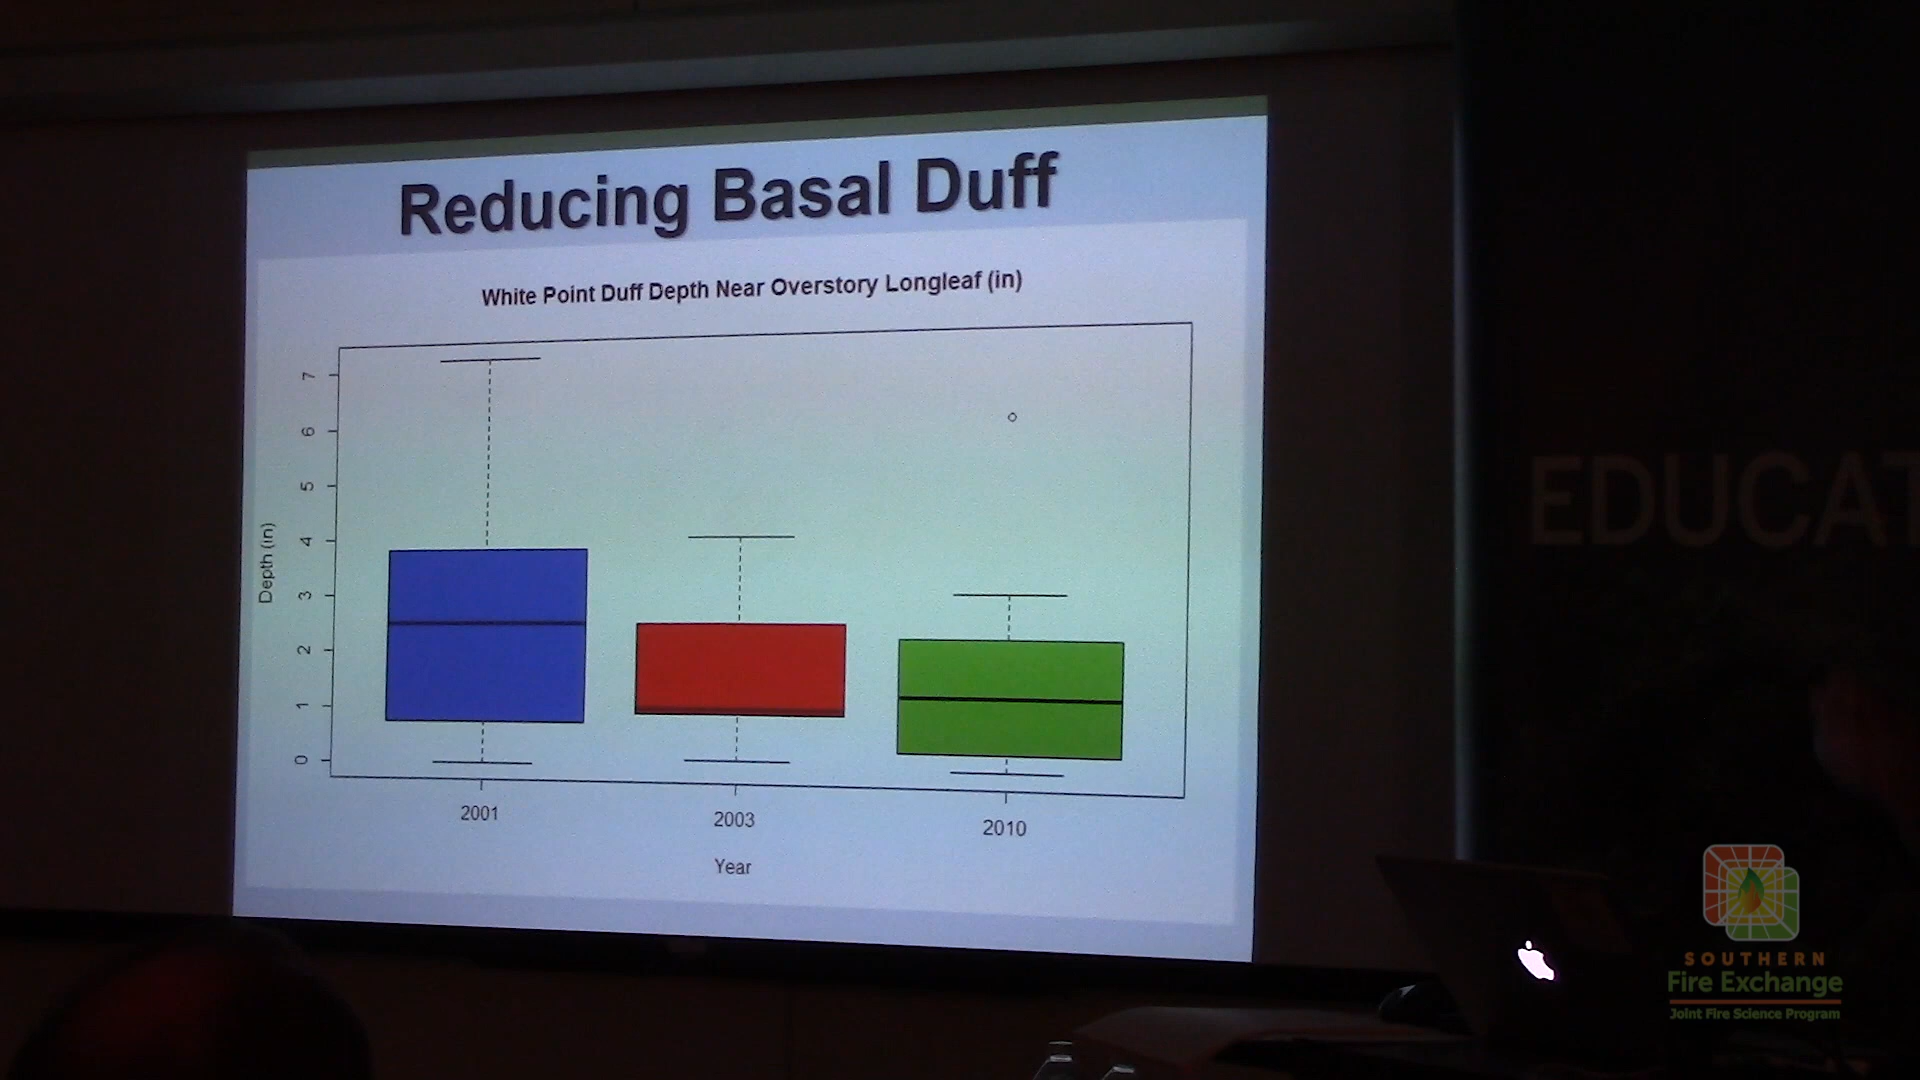 Reducing Basal Duff
White Point Duff Depth Near Overstory Longleaf (in)
Depth (in)
7
6
5
4
3
2
1
0
2001
2003
2010
Year
EDUCAT
SOUTHERN
Fire Exchange
Joint Fire Science Program